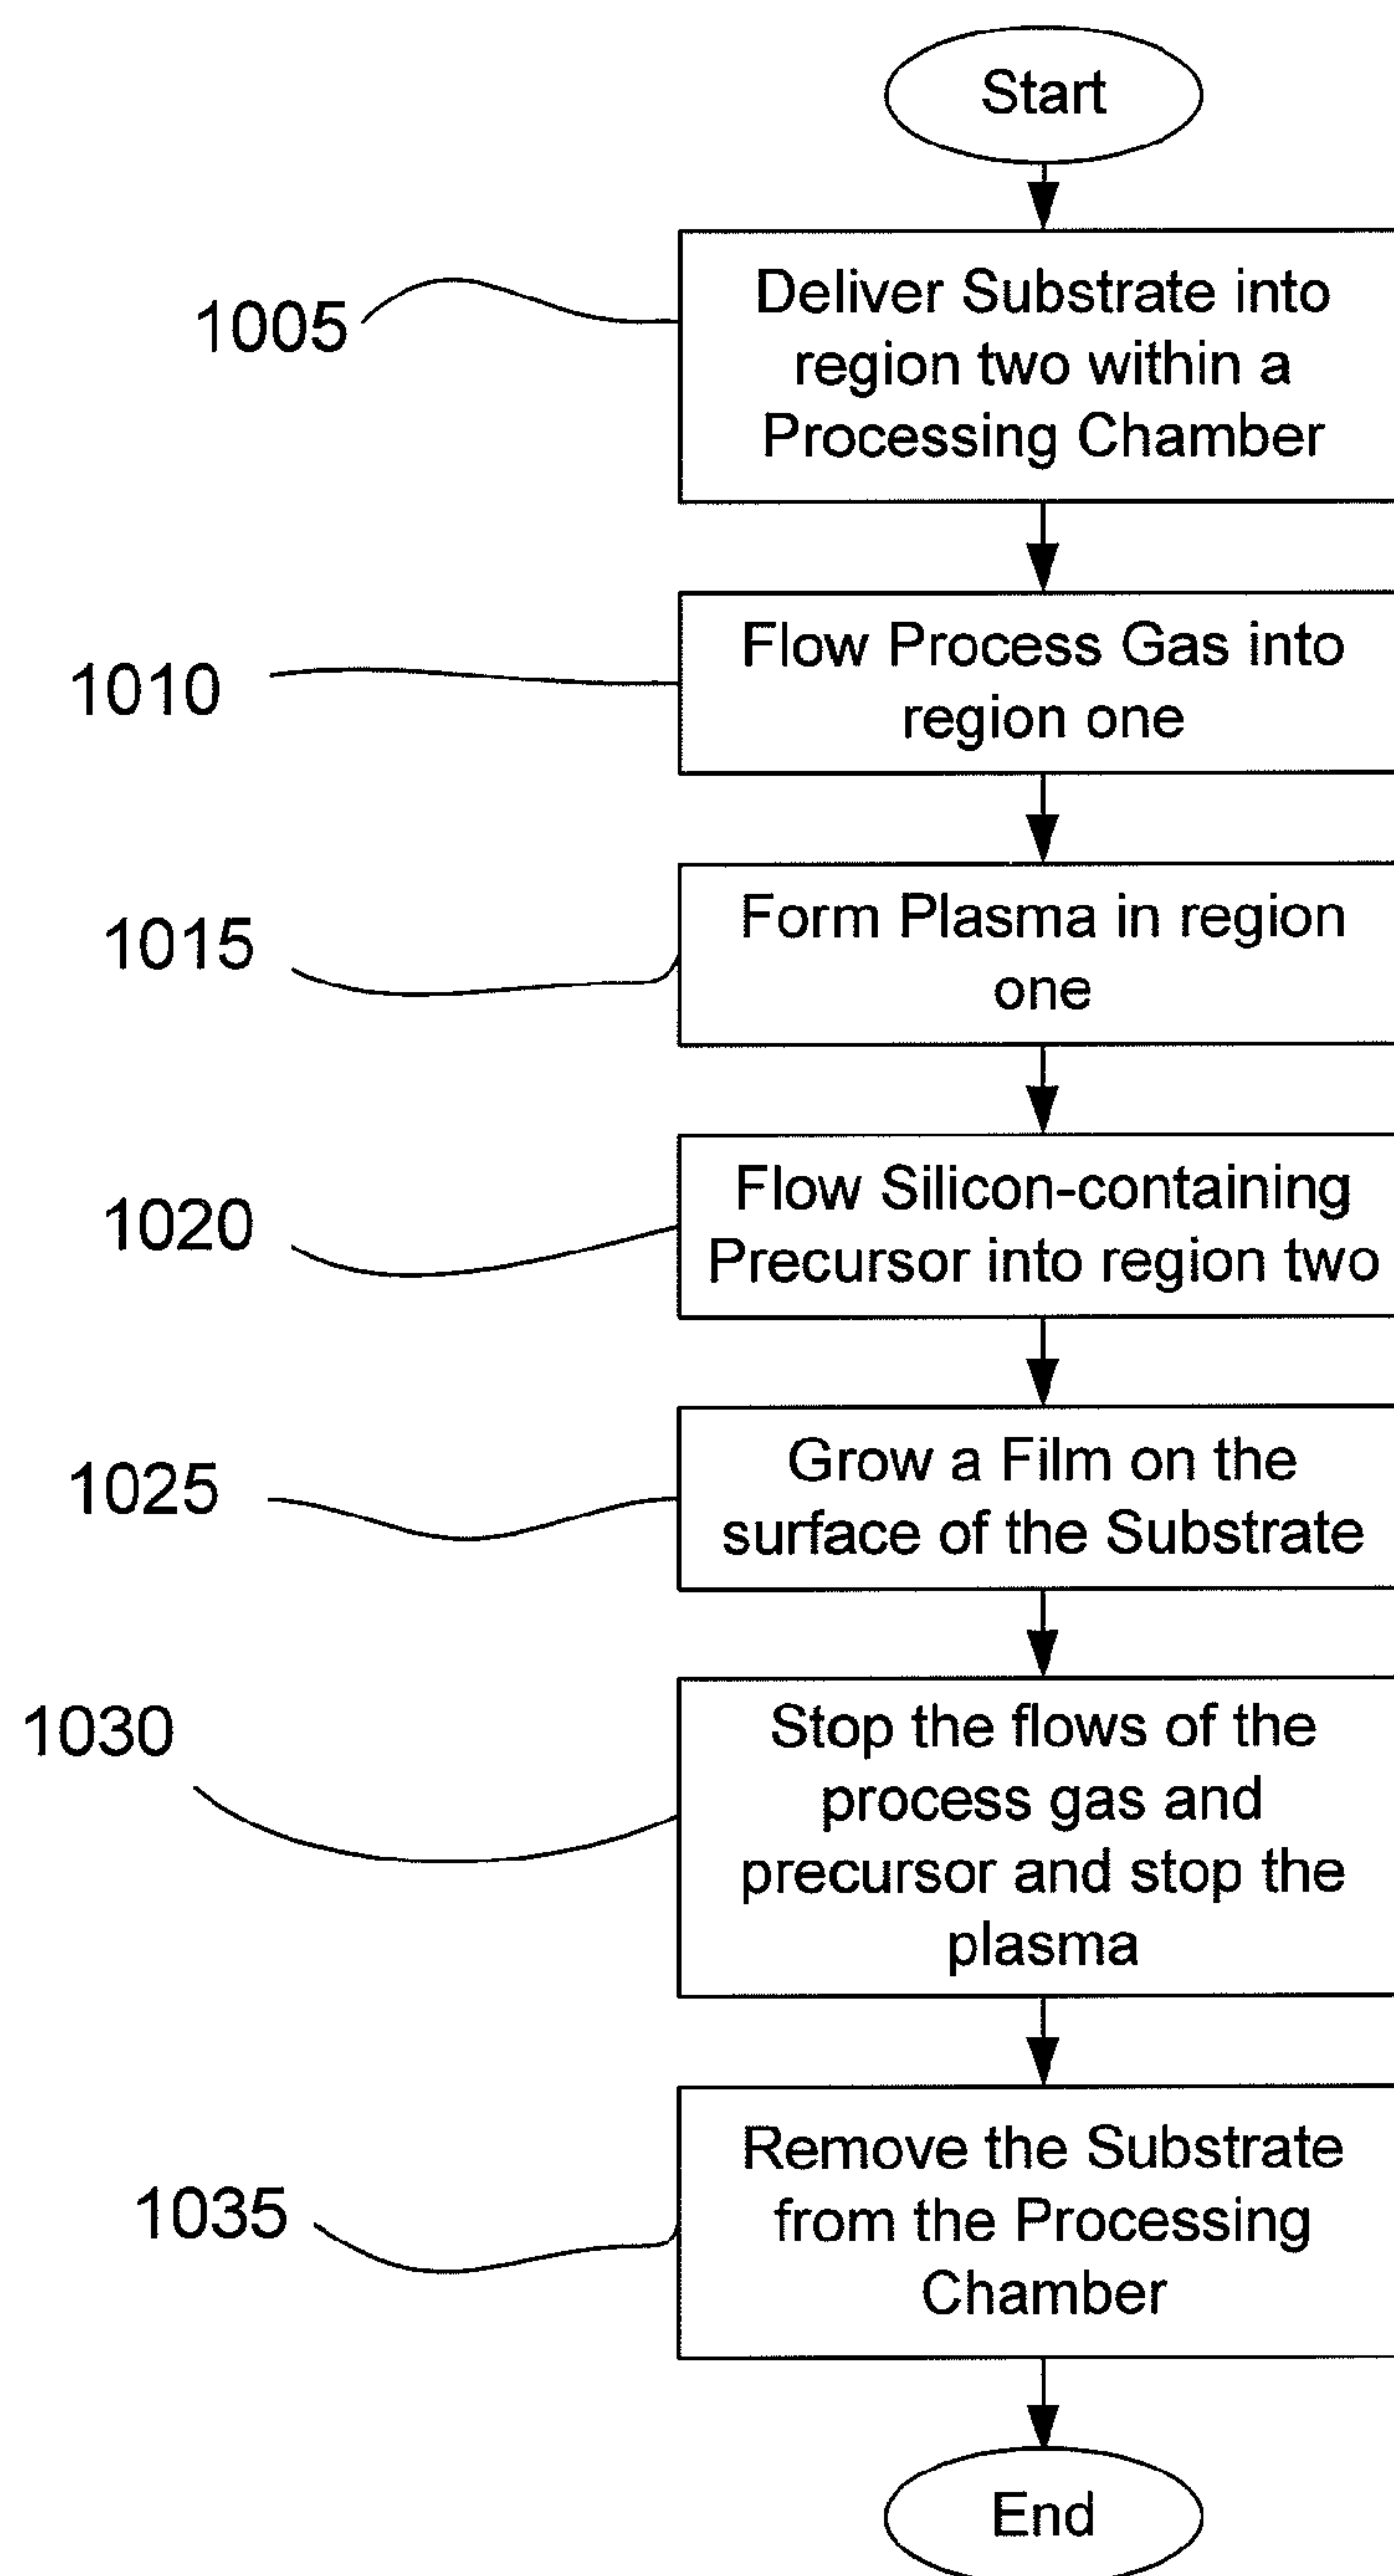 Start
1005
Deliver Substrate into
region two within a
Processing Chamber
1010
Flow Process Gas into
region one
1015
Form Plasma in region
one
1020
Flow Silicon-containing
Precursor into region two
1025
Grow a Film on the
surface of the Substrate
1030
Stop the flows of the
process gas and
precursor and stop the
plasma
1035
Remove the Substrate
from the Processing
Chamber
End